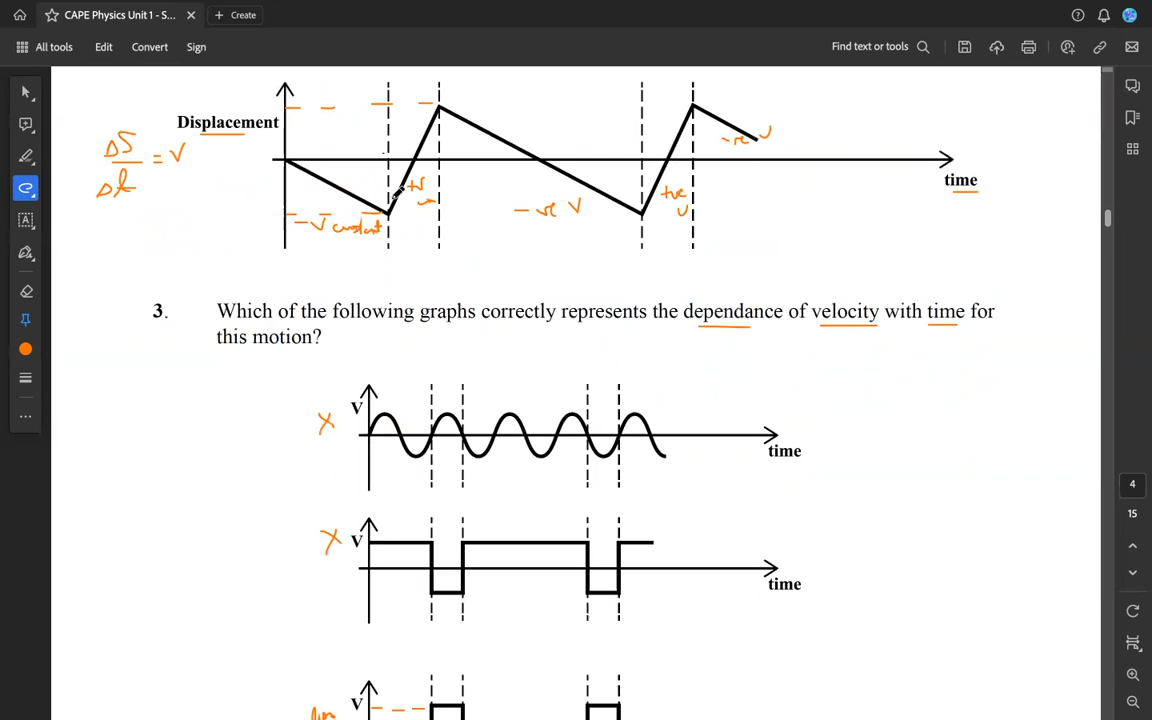 CAPE Physics Unit 1 - S...
Create
All tools
Edit
Convert
Sign
Find text or tools
Displacement
ΔS
Δt
= V
time
- V constant
+V
-ve V
+ve
V
-ve V
3.
Which of the following graphs correctly represents the dependance of velocity with time for
this motion?
X
V
time
X
V
time
V
4
15